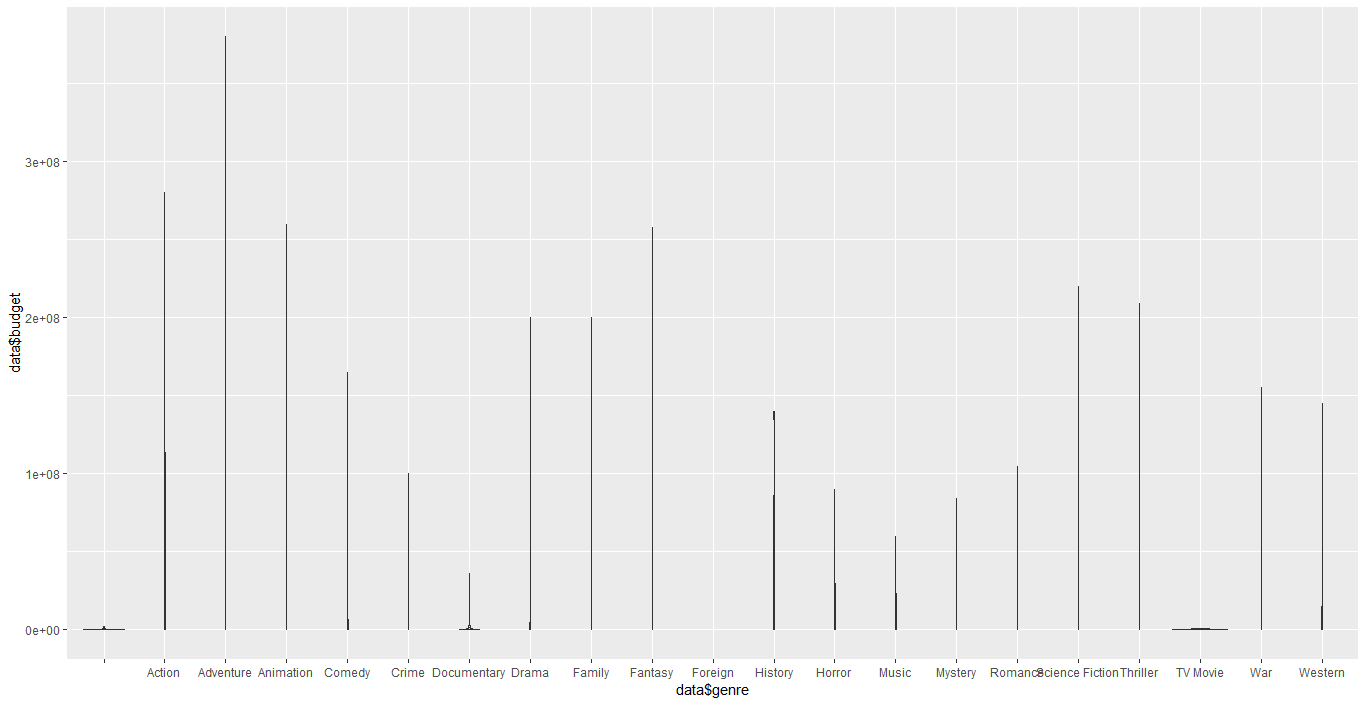 data$budget
3e+08
2e+08
1e+08
0e+00
Action Adventure Animation Comedy Crime Documentary Drama Family Fantasy Foreign History Horror Music Mystery Romance Science Fiction Thriller TV Movie War Western
data$genre